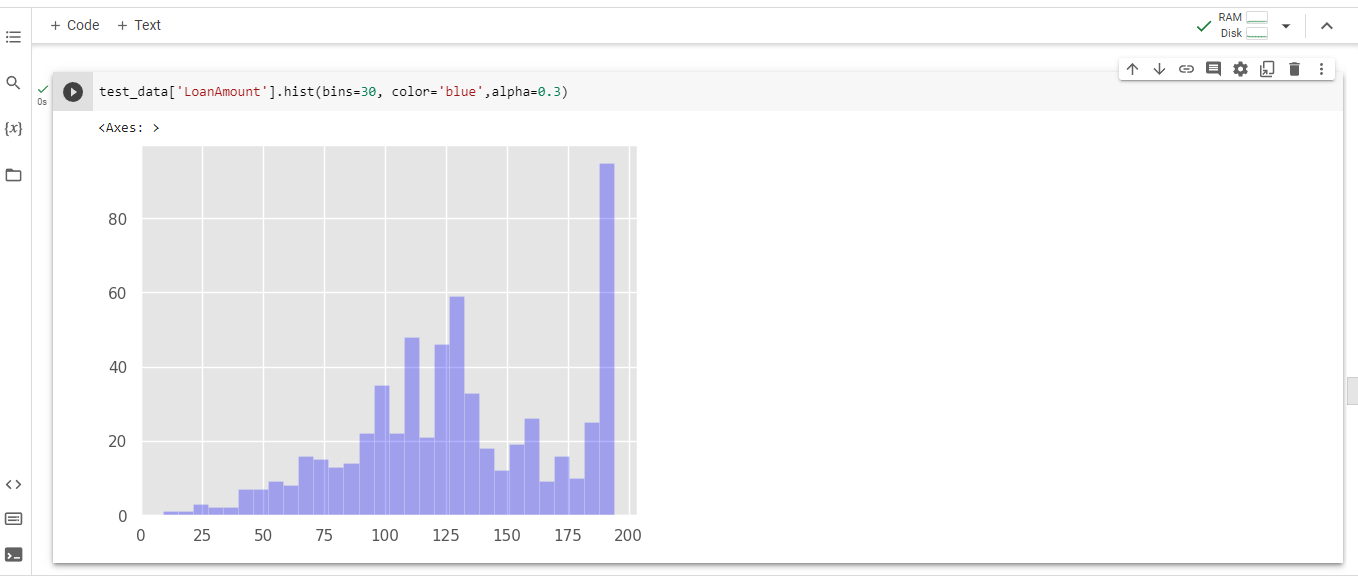 + Code + Text
RAM
Disk
{x}
0s
test_data['LoanAmount'].hist(bins=30, color='blue',alpha=0.3)
<Axes: >
80
60
40
20
0
0 25 50 75 100 125 150 175 200